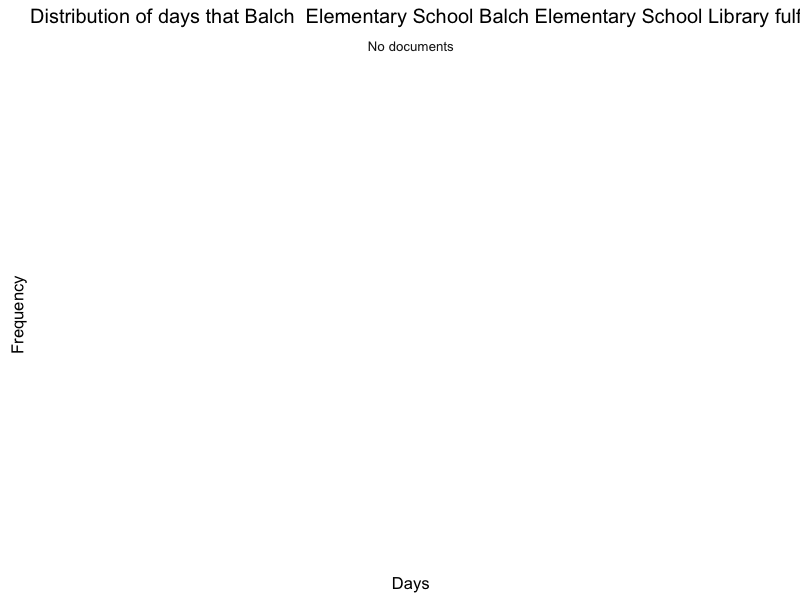 Distribution of days that Balch  Elementary School Balch Elementary School Library fulf
No documents
Frequency
Days